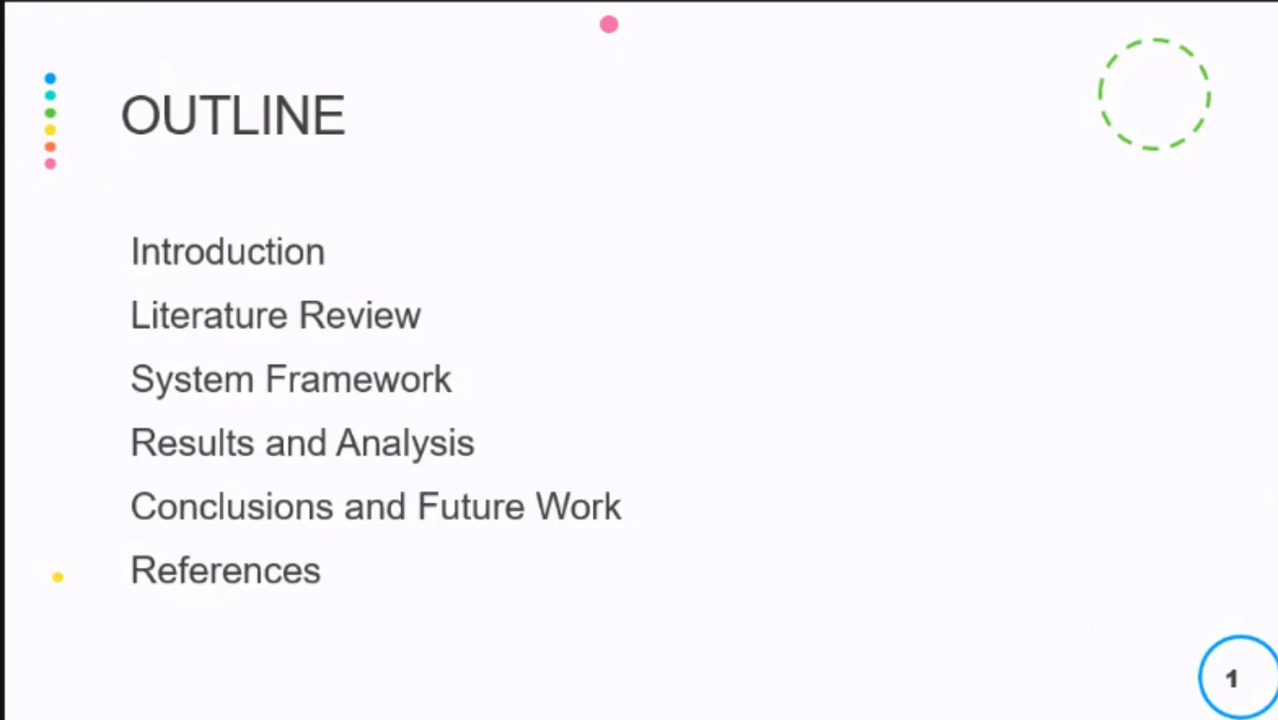 OUTLINE
Introduction
Literature Review
System Framework
Results and Analysis
Conclusions and Future Work
References
1